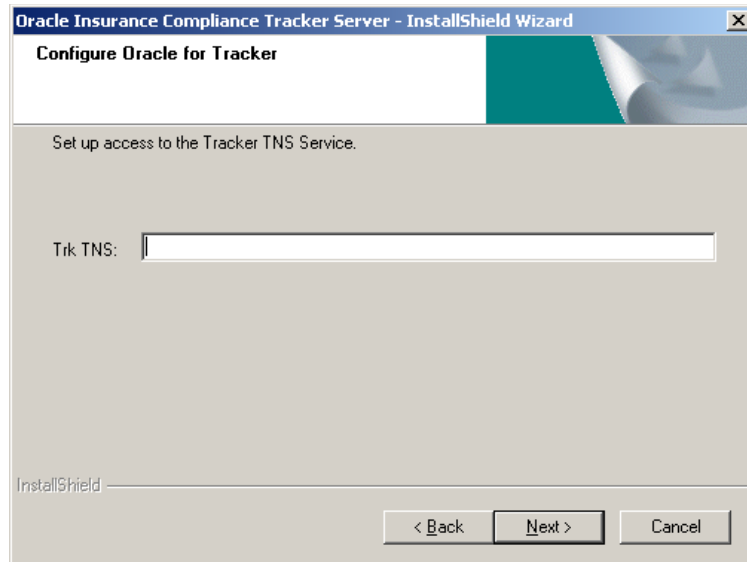 Oracle Insurance Compliance Tracker Server - InstallShield Wizard
Configure Oracle for Tracker
Set up access to the Tracker TNS Service.
Trk TNS:
InstallShield
< Back Next > Cancel